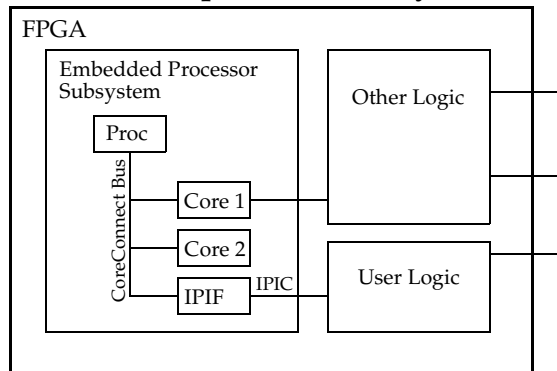 FPGA
Embedded Processor
Subsystem
Other Logic
Proc
CoreConnect Bus
Core 1
Core 2
IPIF
IPIC
User Logic